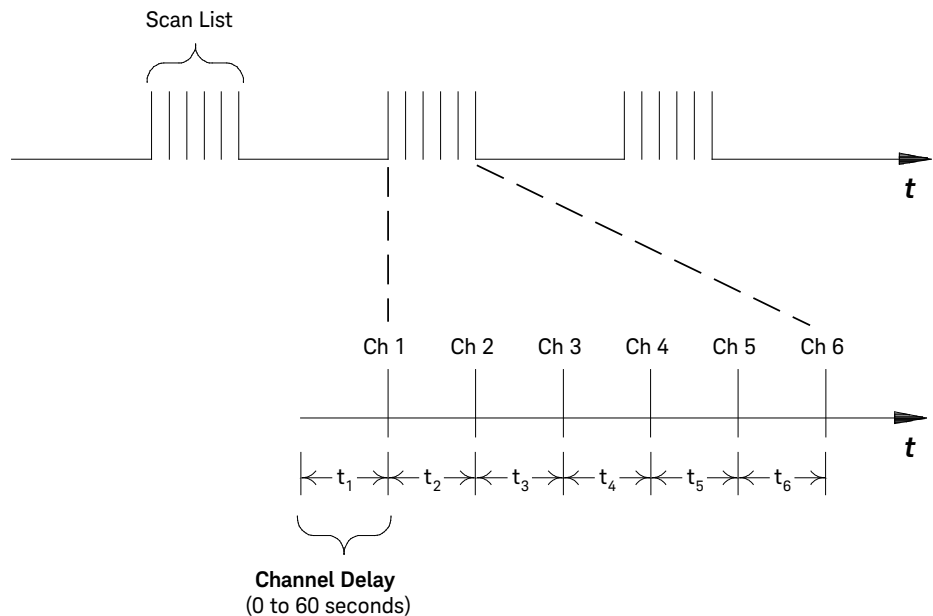 Scan List
t
Ch 1 Ch 2 Ch 3 Ch 4 Ch 5 Ch 6
t
t₁ t₂ t₃ t₄ t₅ t₆
Channel Delay
(0 to 60 seconds)